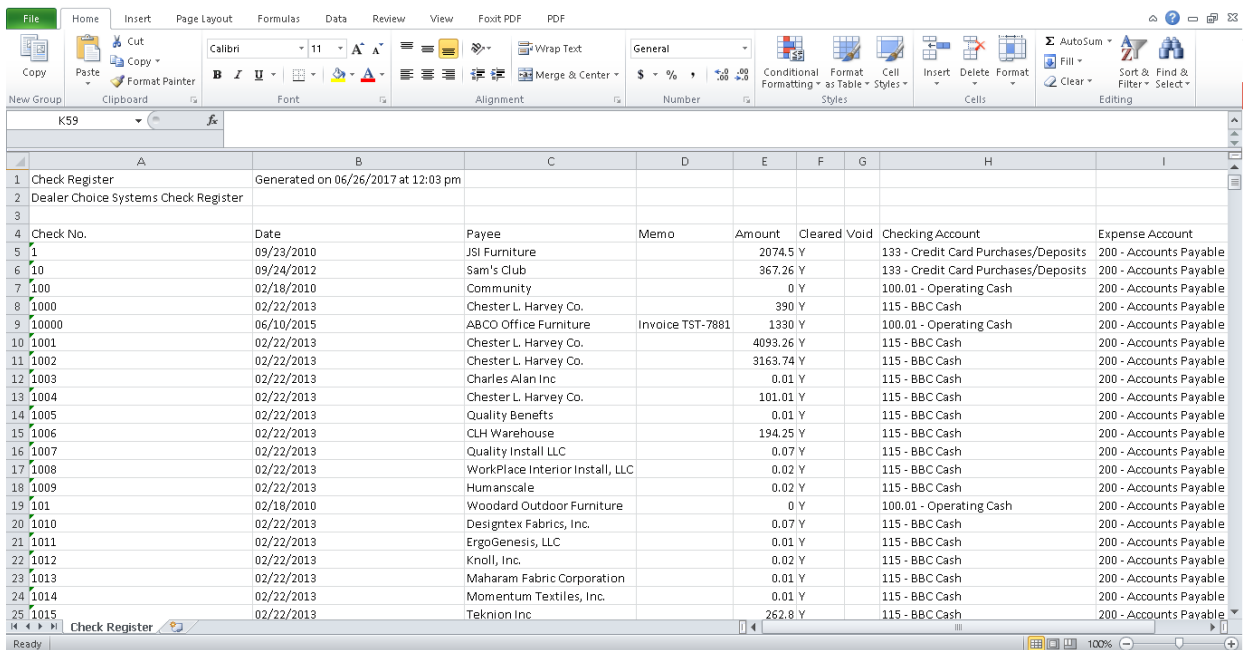 File Home Insert Page Layout Formulas Data Review View Foxit PDF PDF
Copy
New Group
Paste
Cut
Copy
Format Painter
Clipboard
Calibri 11 A A
B I U A
Font
Wrap Text
Merge & Center
Alignment
General
$ % , .00 .0 .00 .0
Number
Conditional Formatting
Format as Table
Cell Styles
Styles
Insert Delete Format
Cells
Σ AutoSum
Fill
Clear
Sort & Filter
Find & Select
Editing
K59 fx
A B C D E F G H I
1 Check Register Generated on 06/26/2017 at 12:03 pm
2 Dealer Choice Systems Check Register
3
4 Check No. Date Payee Memo Amount Cleared Void Checking Account Expense Account
5 1 09/23/2010 JSI Furniture 2074.5 Y 133 - Credit Card Purchases/Deposits 200 - Accounts Payable
6 10 09/24/2012 Sam's Club 367.26 Y 133 - Credit Card Purchases/Deposits 200 - Accounts Payable
7 100 02/18/2010 Community 0 Y 100.01 - Operating Cash 200 - Accounts Payable
8 1000 02/22/2013 Chester L. Harvey Co. 390 Y 115 - BBC Cash 200 - Accounts Payable
9 10000 06/10/2015 ABCO Office Furniture Invoice TST-7881 1330 Y 100.01 - Operating Cash 200 - Accounts Payable
10 1001 02/22/2013 Chester L. Harvey Co. 4093.26 Y 115 - BBC Cash 200 - Accounts Payable
11 1002 02/22/2013 Chester L. Harvey Co. 3163.74 Y 115 - BBC Cash 200 - Accounts Payable
12 1003 02/22/2013 Charles Alan Inc 0.01 Y 115 - BBC Cash 200 - Accounts Payable
13 1004 02/22/2013 Chester L. Harvey Co. 101.01 Y 115 - BBC Cash 200 - Accounts Payable
14 1005 02/22/2013 Quality Benefts 0.01 Y 115 - BBC Cash 200 - Accounts Payable
15 1006 02/22/2013 CLH Warehouse 194.25 Y 115 - BBC Cash 200 - Accounts Payable
16 1007 02/22/2013 Quality Install LLC 0.07 Y 115 - BBC Cash 200 - Accounts Payable
17 1008 02/22/2013 WorkPlace Interior Install, LLC 0.02 Y 115 - BBC Cash 200 - Accounts Payable
18 1009 02/22/2013 Humanscale 0.02 Y 115 - BBC Cash 200 - Accounts Payable
19 101 02/18/2010 Woodard Outdoor Furniture 0 Y 100.01 - Operating Cash 200 - Accounts Payable
20 1010 02/22/2013 Designtex Fabrics, Inc. 0.07 Y 115 - BBC Cash 200 - Accounts Payable
21 1011 02/22/2013 ErgoGenesis, LLC 0.01 Y 115 - BBC Cash 200 - Accounts Payable
22 1012 02/22/2013 Knoll, Inc. 0.02 Y 115 - BBC Cash 200 - Accounts Payable
23 1013 02/22/2013 Maharam Fabric Corporation 0.01 Y 115 - BBC Cash 200 - Accounts Payable
24 1014 02/22/2013 Momentum Textiles, Inc. 0.01 Y 115 - BBC Cash 200 - Accounts Payable
25 1015 02/22/2013 Teknion Inc 262.8 Y 115 - BBC Cash 200 - Accounts Payable
Check Register
Ready 100%